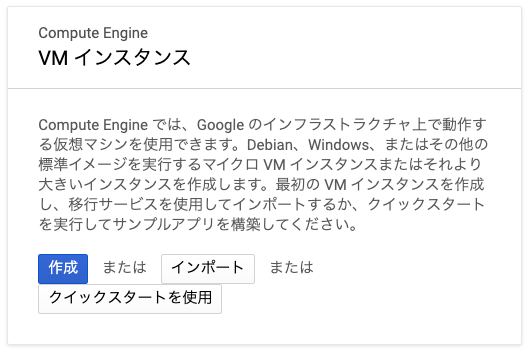 Compute Engine
VM インスタンス
Compute Engine では、Google のインフラストラクチャ上で動作す
る仮想マシンを使用できます。Debian、Windows、またはその他の
標準イメージを実行するマイクロ VM インスタンスまたはそれより
大きいインスタンスを作成します。最初の VM インスタンスを作成
し、移行サービスを使用してインポートするか、クイックスタート
を実行してサンプルアプリを構築してください。
作成 または インポート または
クイックスタートを使用